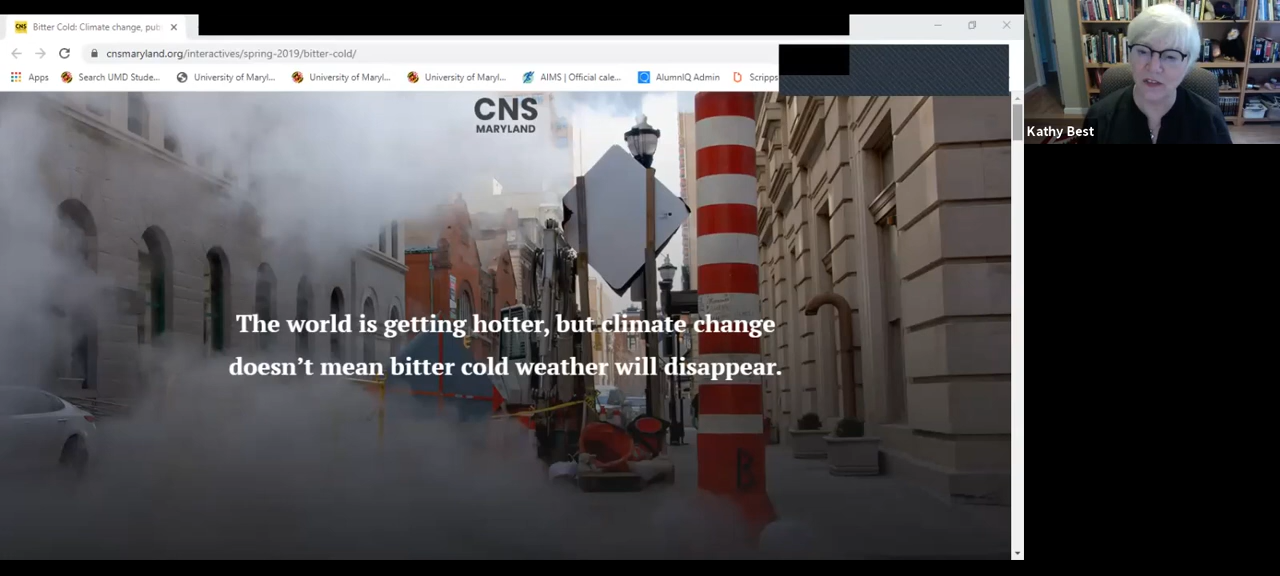 Bitter Cold: Climate change, pub
cnsmaryland.org/interactives/spring-2019/bitter-cold/
Apps
Search UMD Stude...
University of Maryl...
University of Maryl...
University of Maryl...
AIMS | Official cale...
AlumnIQ Admin
Scripps
CNS
MARYLAND
The world is getting hotter, but climate change
doesn't mean bitter cold weather will disappear.
B
Kathy Best